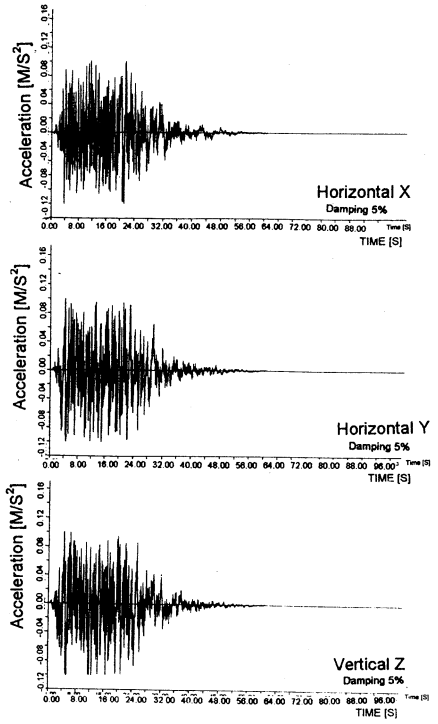 Acceleration [M/S²]
0.16
0.08
0.04
0.00
-0.04
-0.08
-0.12
Horizontal X
Damping 5%
0.00 8.00 16.00 24.00 32.00 40.00 48.00 56.00 64.00 72.00 80.00 88.00 Time [S]
TIME [S]
Acceleration [M/S²]
0.16
0.08
0.04
0.00
-0.04
-0.08
-0.12
Horizontal Y
Damping 5%
0.00 8.00 16.00 24.00 32.00 40.00 48.00 56.00 64.00 72.00 80.00 88.00 96.00 Time [S]
TIME [S]
Acceleration [M/S²]
0.16
0.08
0.04
0.00
-0.04
-0.08
-0.12
Vertical Z
Damping 5%
0.00 8.00 16.00 24.00 32.00 40.00 48.00 56.00 64.00 72.00 80.00 88.00 96.00 Time [S]
TIME [S]